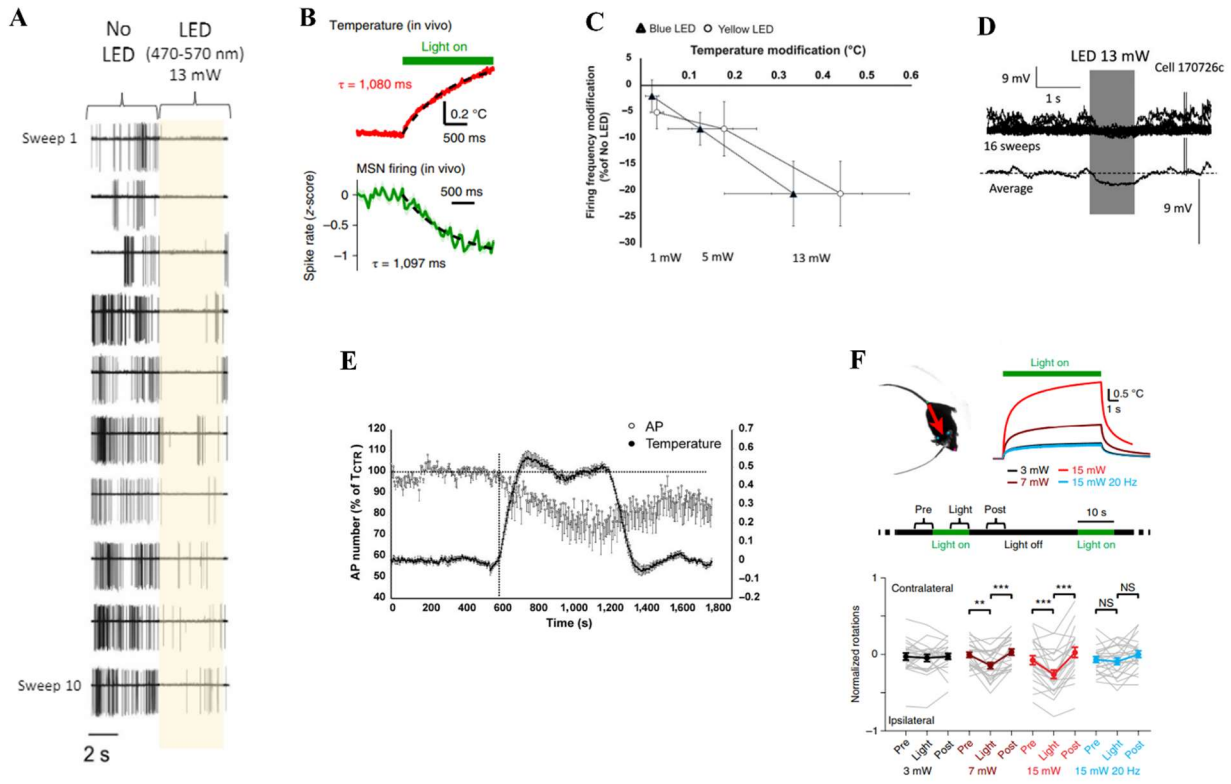 A
No
LED
LED
(470-570 nm)
13 mW
Sweep 1
Sweep 10
2 s
B
Temperature (in vivo)
Light on
τ = 1,080 ms
0.2 °C
500 ms
MSN firing (in vivo)
500 ms
Spike rate (z-score)
0
−0.5
−1
τ = 1,097 ms
C
Blue LED
Yellow LED
Temperature modification (°C)
0.1 0.2 0.3 0.4 0.5 0.6
Firing frequency modification
(%of No LED)
5
0
−5
−10
−15
−20
−25
−30
1 mW 5 mW 13 mW
D
LED 13 mW
Cell 170726c
9 mV
1 s
16 sweeps
Average
9 mV
E
AP
Temperature
AP number (% of TCTR)
120
110
100
90
80
70
60
50
40
0.7
0.6
0.5
0.4
0.3
0.2
0.1
0
−0.1
−0.2
0 200 400 600 800 1,000 1,200 1,400 1,600 1,800
Time (s)
F
Light on
0.5 °C
1 s
3 mW 15 mW
7 mW 15 mW 20 Hz
Pre Light Post 10 s
Light on Light off Light on
Normalized rotations
1
0
−1
Contralateral
** *** *** *** NS NS
Ipsilateral
Pre Light Post Pre Light Post Pre Light Post Pre Light Post
3 mW 7 mW 15 mW 15 mW 20 Hz